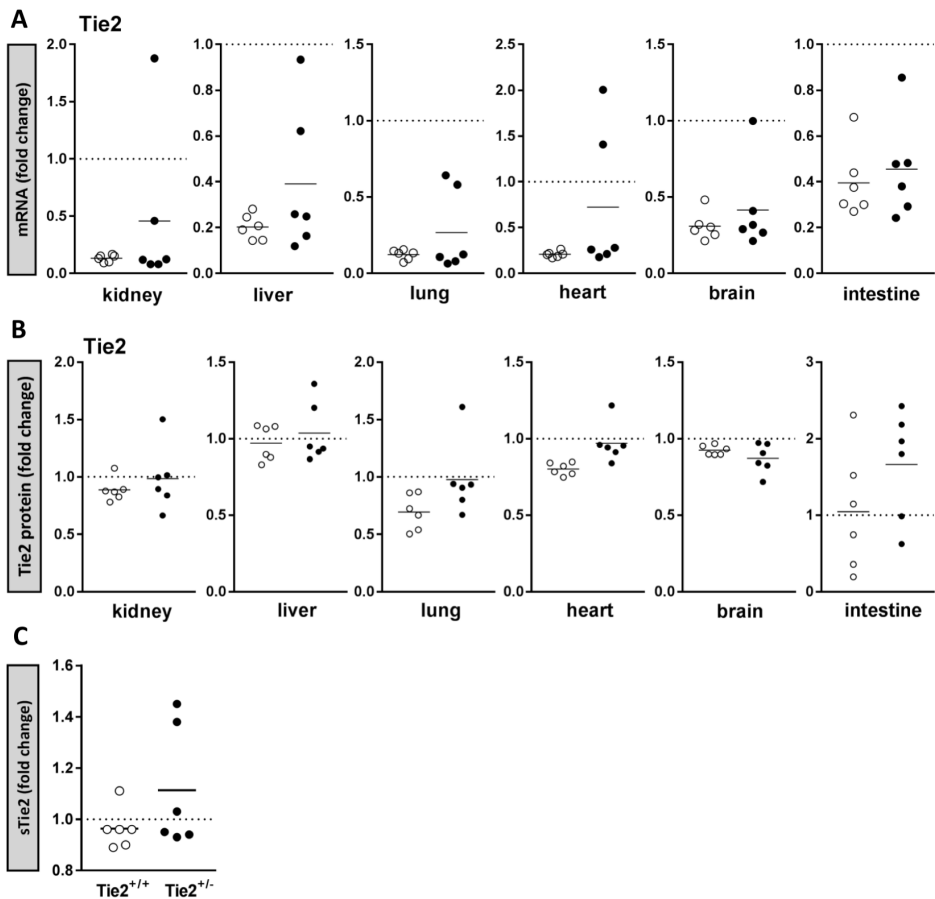 A
Tie2
mRNA (fold change)
2.0 1.5 1.0 0.5 0.0
1.0 0.8 0.6 0.4 0.2 0.0
1.5 1.0 0.5 0.0
2.5 2.0 1.5 1.0 0.5 0.0
1.5 1.0 0.5 0.0
1.0 0.8 0.6 0.4 0.2 0.0
kidney liver lung heart brain intestine
B
Tie2
Tie2 protein (fold change)
2.0 1.5 1.0 0.5 0.0
1.5 1.0 0.5 0.0
2.0 1.5 1.0 0.5 0.0
1.5 1.0 0.5 0.0
1.5 1.0 0.5 0.0
3 2 1 0
kidney liver lung heart brain intestine
C
sTie2 (fold change)
1.6 1.4 1.2 1.0 0.8
Tie2+/+ Tie2+/-